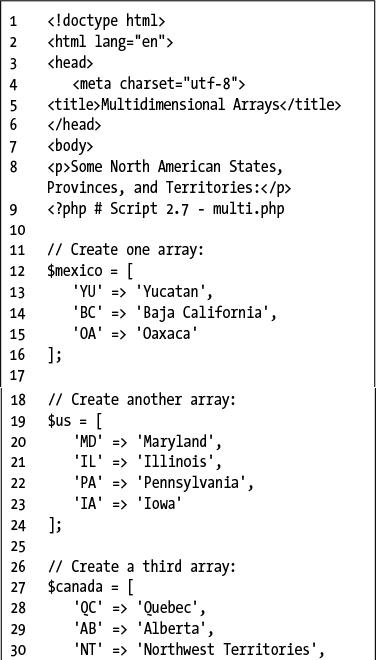 1 <!doctype html>
2 <html lang="en">
3 <head>
4 <meta charset="utf-8">
5 <title>Multidimensional Arrays</title>
6 </head>
7 <body>
8 <p>Some North American States,
Provinces, and Territories:</p>
9 <?php # Script 2.7 - multi.php
10
11 // Create one array:
12 $mexico = [
13 'YU' => 'Yucatan',
14 'BC' => 'Baja California',
15 'OA' => 'Oaxaca'
16 ];
17
18 // Create another array:
19 $us = [
20 'MD' => 'Maryland',
21 'IL' => 'Illinois',
22 'PA' => 'Pennsylvania',
23 'IA' => 'Iowa'
24 ];
25
26 // Create a third array:
27 $canada = [
28 'QC' => 'Quebec',
29 'AB' => 'Alberta',
30 'NT' => 'Northwest Territories',